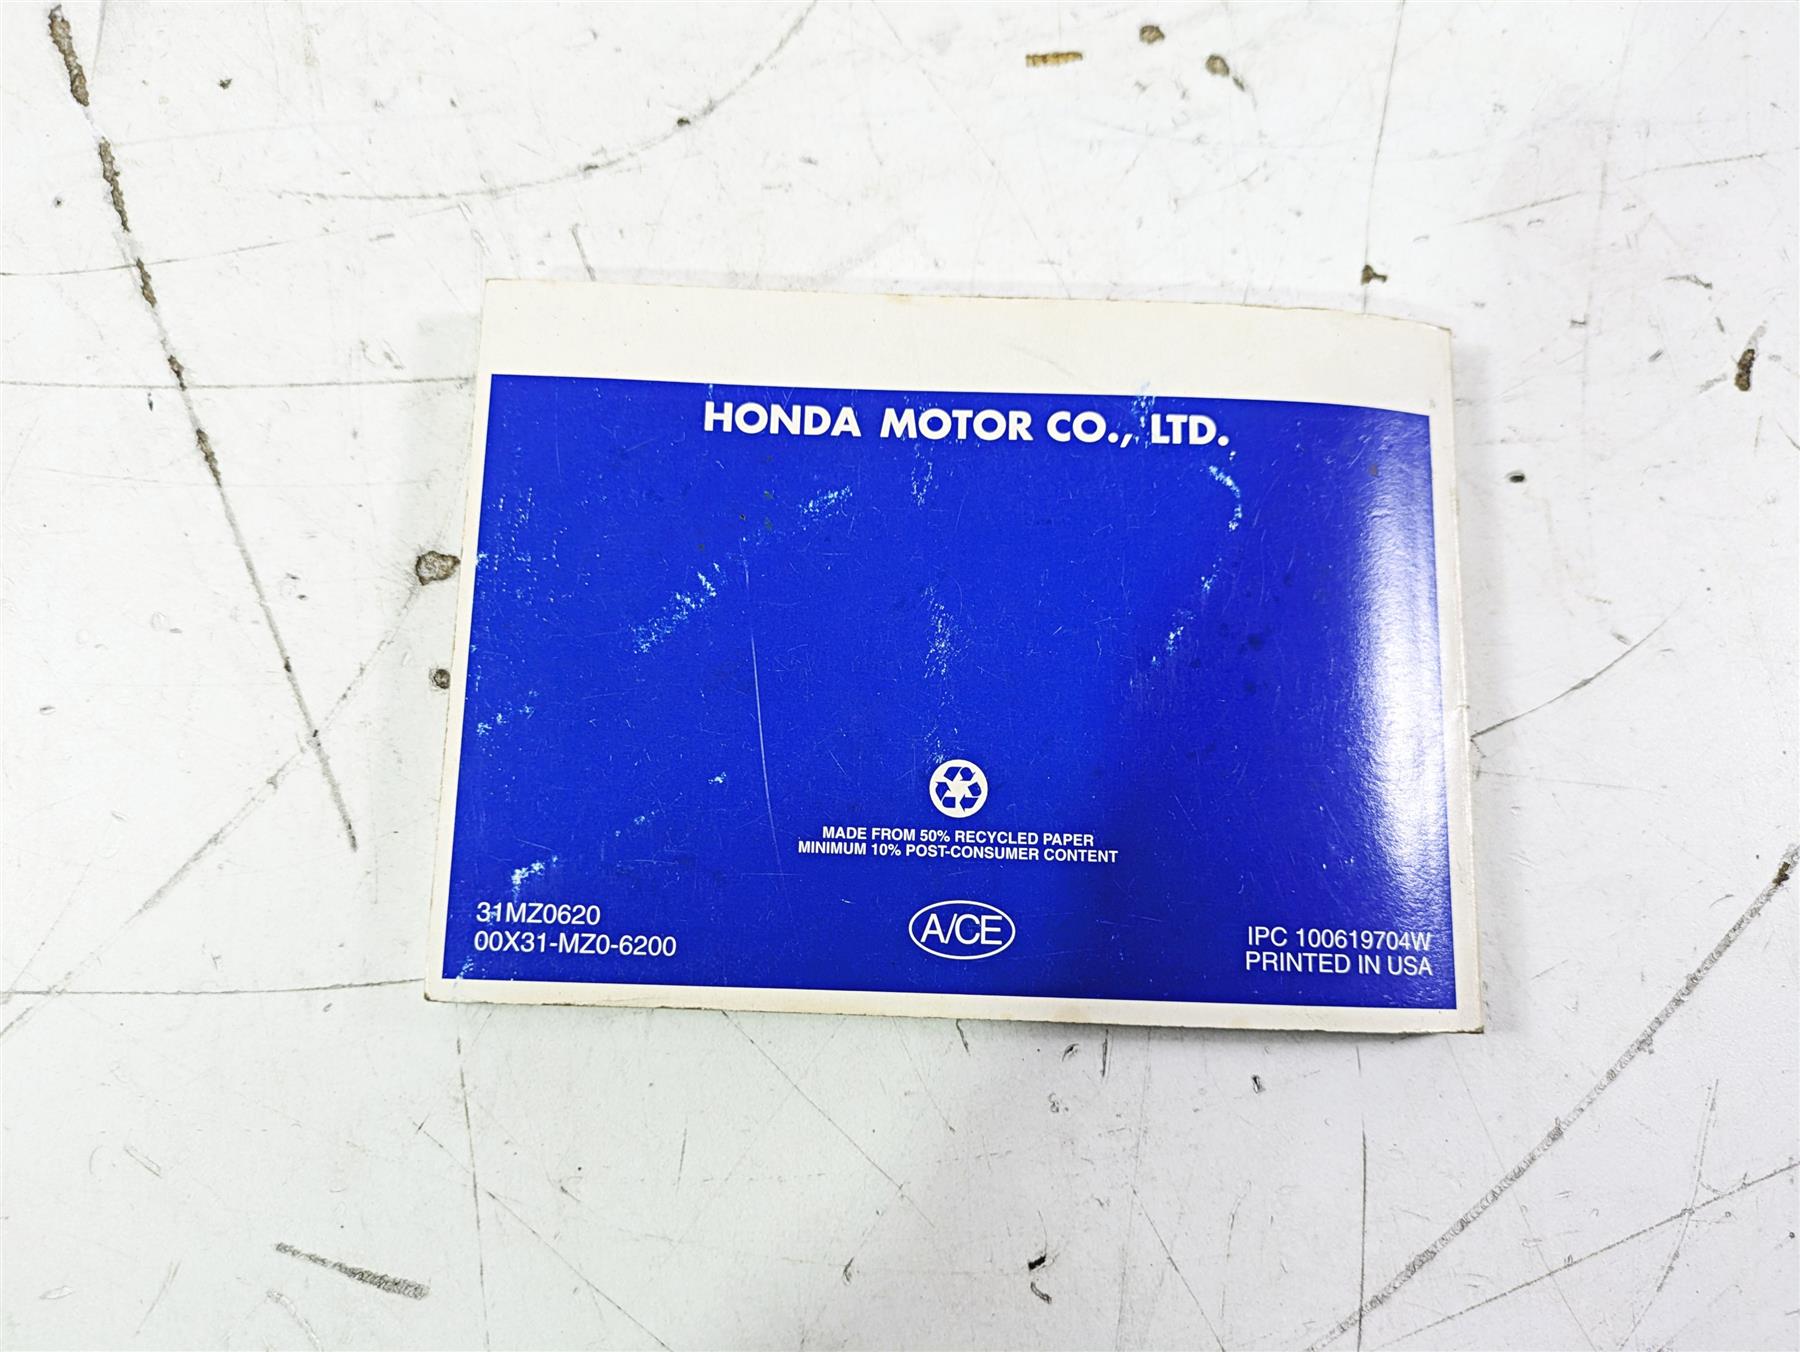 HONDA MOTOR CO., LTD.
MADE FROM 50% RECYCLED PAPER
MINIMUM 10% POST-CONSUMER CONTENT
31MZ0620
00X31-MZ0-6200
A/CE
IPC 100619704W
PRINTED IN USA